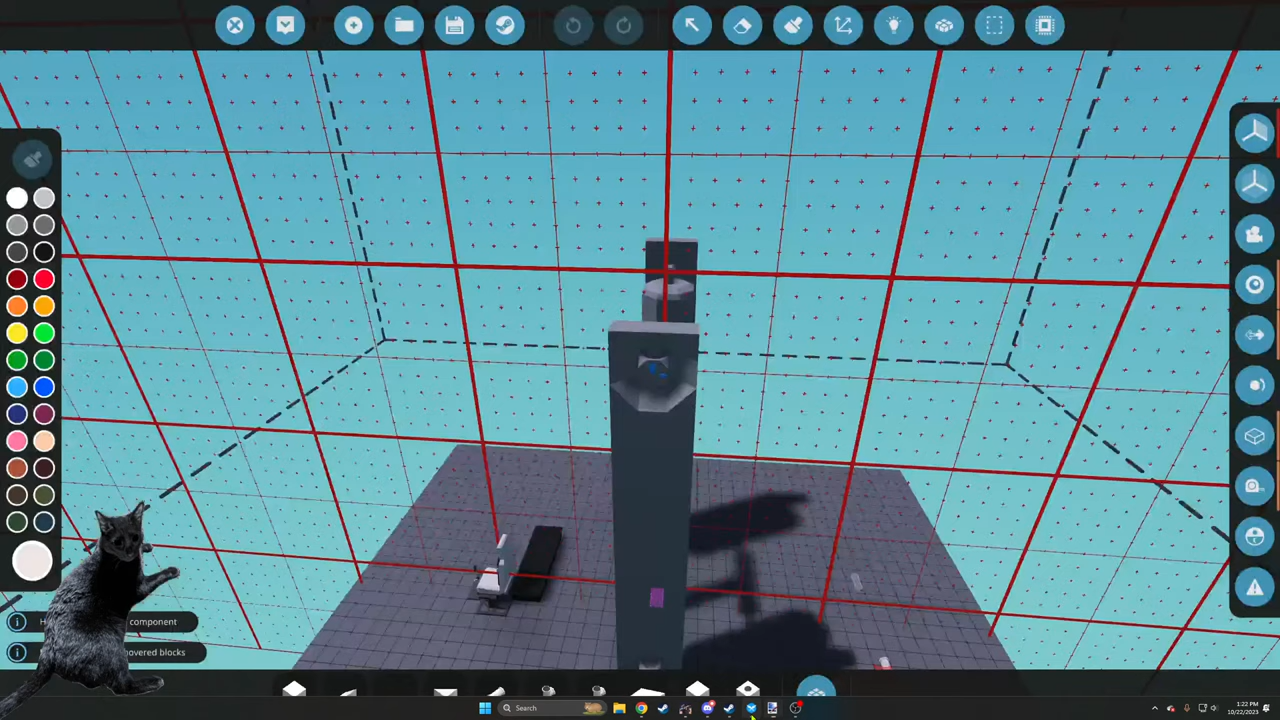 component
overed blocks
Search
1:22 PM
10/22/2023